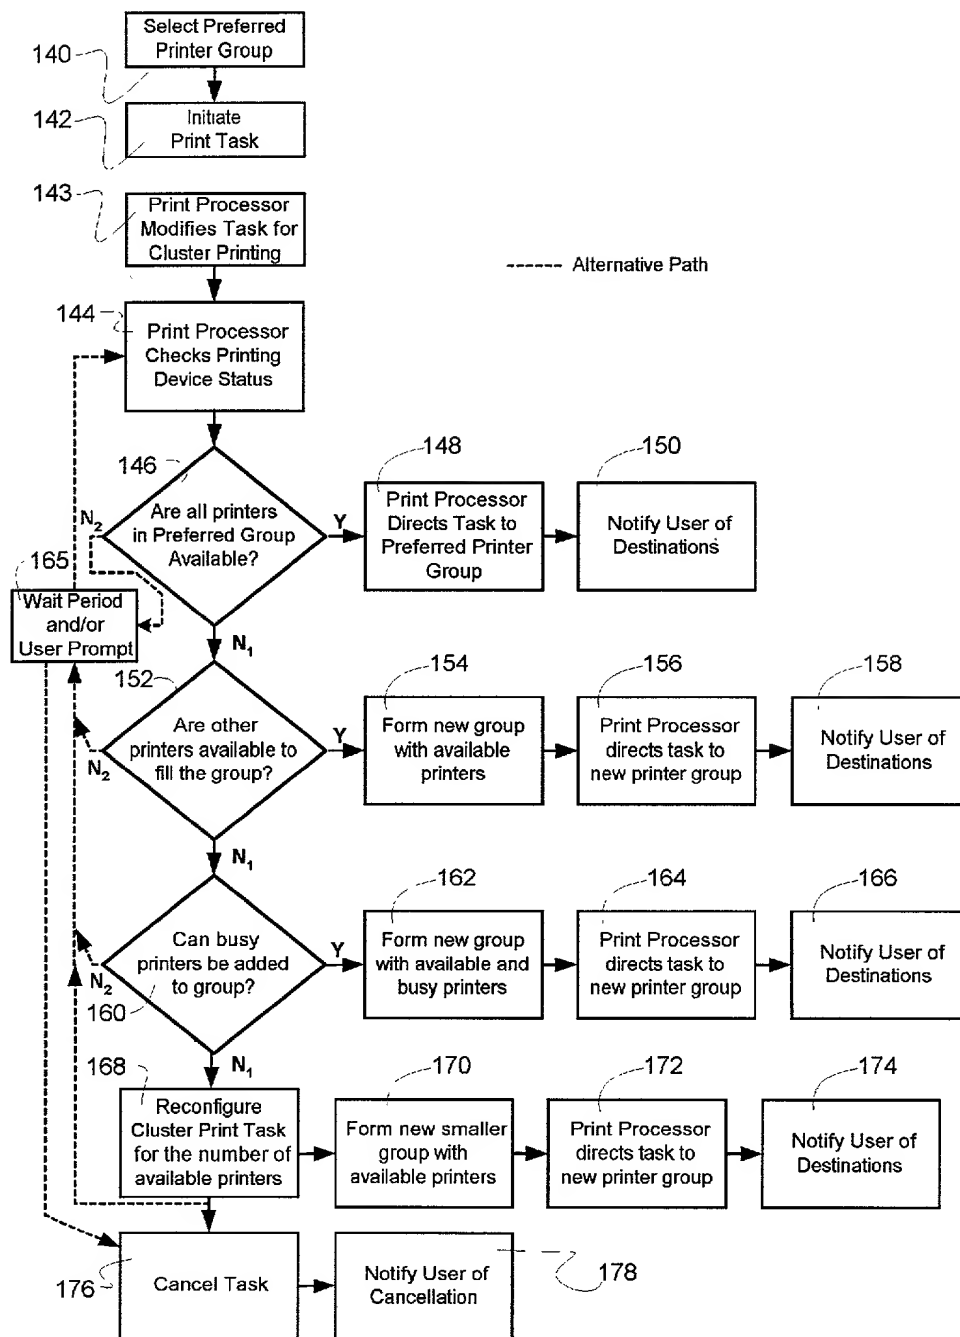 Select Preferred
Printer Group
140
Initiate
Print Task
142
143
Print Processor
Modifies Task for
Cluster Printing
Alternative Path
144
Print Processor
Checks Printing
Device Status
146
Are all printers
in Preferred Group
Available?
N2
Y
148
Print Processor
Directs Task to
Preferred Printer
Group
150
Notify User of
Destinations
165
Wait Period
and/or
User Prompt
N1
152
Are other
printers available to
fill the group?
N2
Y
154
Form new group
with available
printers
156
Print Processor
directs task to
new printer group
158
Notify User of
Destinations
N1
Can busy
printers be added
to group?
N2
160
Y
162
Form new group
with available and
busy printers
164
Print Processor
directs task to
new printer group
166
Notify User of
Destinations
N1
168
Reconfigure
Cluster Print Task
for the number of
available printers
170
Form new smaller
group with
available printers
172
Print Processor
directs task to
new printer group
174
Notify User of
Destinations
176
Cancel Task
Notify User of
Cancellation
178